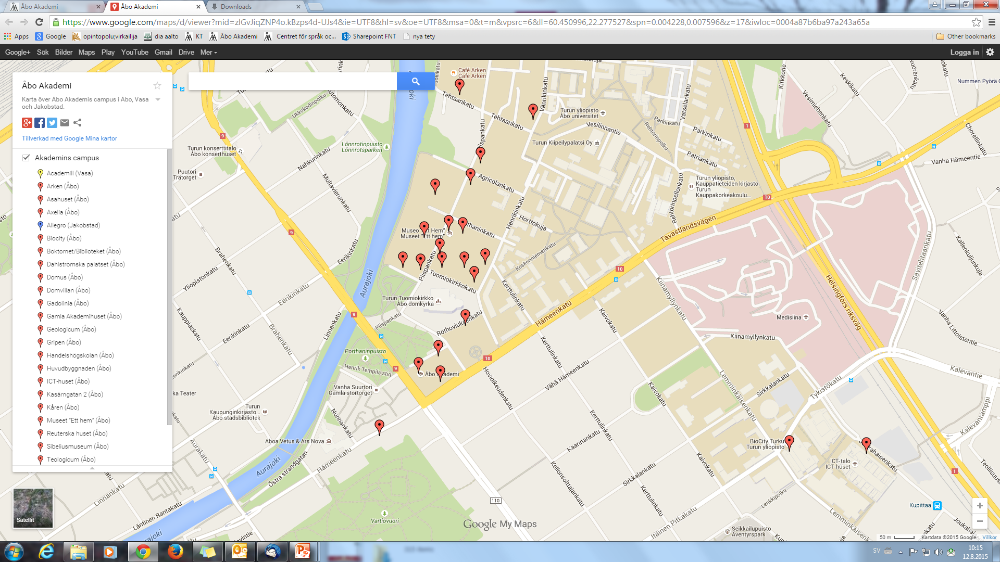 Åbo Akademi
Åbo Akademi
Downloads
https://www.google.com/maps/d/viewer?mid=zlGvJiqZNP4o.kBzps4d-UJs4&ie=UTF8&hl=sv&oe=UTF8&msa=0&t=m&vpsrc=6&ll=60.450996,22.277527&spn=0.004228,0.007596&z=17&iwloc=0004a87b6ba97a243a65a
Apps Google opintopolu;virkailija dia aalto KT Åbo Akademi Centret för språk oc... Sharepoint FNT nya tety Other bookmarks
Google+ Sök Bilder Maps Play YouTube Gmail Drive Mer Logga in
Åbo Akademi
Karta över Åbo Akademis campus i Åbo, Vasa
och Jakobstad.
Tillverkad med Google Mina kartor
Akademins campus
Academill (Vasa)
Arken (Åbo)
Asahuset (Åbo)
Axelia (Åbo)
Allegro (Jakobstad)
Biocity (Åbo)
Boktornet/Biblioteket (Åbo)
Dahlströmska palatset (Åbo)
Domus (Åbo)
Domvillan (Åbo)
Gadolinia (Åbo)
Gamla Akademihuset (Åbo)
Geologicum (Åbo)
Gripen (Åbo)
Handelshögskolan (Åbo)
Huvudbyggnaden (Åbo)
ICT-huset (Åbo)
Kasärngatan 2 (Åbo)
Kåren (Åbo)
Museet "Ett hem" (Åbo)
Reuterska huset (Åbo)
Sibeliusmuseum (Åbo)
Teologicum (Åbo)
Satellit
Café Arken
Café Arken
Tehtaankatu
Tehtaankatu
Vänrikinkatu
Turun yliopisto
Åbo universitet
Vesilinnantie
Vatselankatu
Parkinkatu
Parkinkatu
Rehtorinpolku
Patriankatu
Kirkkotie
Vesimiehenkatu
Keskikatu
Vuorenkatu
Nummen Pyörä
Chorellinkatu
Vanha Hämeentie
1
9
Ukkokodinpolku
Lönnrotinpuisto
Lönnrotsparken
Turun konserttitalo
Åbo konserthuset
Nahkurinkatu
Puutori
Trätorget
Multavierunkatu
Turun Kiipeilypalatsi Oy
Agricolankatu
Henrikinkatu
Rehtorinpellonkatu
Turun yliopisto,
Kauppatieteiden kirjasto
Turun
Kauppakorkeakoulu...
10
Tavastlandsvägen
Horttokuja
Museo "Ett Hem"
Museet "Ett hem"
Koskenniemenkatu
9
Brahenkatu
Eerikinkatu
Yliopistonkatu
Eerikinkatu
Aurajoki
Piispankatu
Tuomiokirkkokatu
Kerttulinkatu
10
Kiinamyllynkatu
Savitehtaankatu
Kallenkuljunkuja
Helsingfors riksväg
Turun Tuomiokirkko
Åbo domkyrka
Hämeenkatu
Kaivokatu
Medisiina
Kiinamyllynkatu
Vanha Littoistentie
9
Kauppiaskatu
Brahenkatu
Eerikinkatu
Linnankatu
Piispankatu
Rothoviuksenkatu
Porthaninpuisto
Henrik Tempils stig
9
10
Åbo Akademi
Kerttulinkatu
Vähä Hämeenkatu
Hovioikeudenkatu
Vanha Suurtori
Gamla stortorget
Eerikinkatu
Kaivokatu
Lemminkäisenkatu
Sirkkalankatu
Tykistökatu
Kalevantie
Kalevanramppi
Turun
Kaupunginkirjasto...
Åbo stadsbibliotek
Nunnankatu
Aboa Vetus & Ars Nova
Hämeenkatu
Aurakatu
Kerttulinkatu
Kaarinankatu
BioCity Turku
Turun yliopisto
ICT-talo
ICT-huset
Kaivokatu
Aurajoki
Östra strandgatan
Linnankatu
Kellonsoittajankatu
Sirkkalankatu
Kerttulinkatu
1
Lenkkipolku
110
Vartiovuori
Läntinen Rantakatu
Aurajoki
Itäinen Pitkäkatu
Kupittaa
Seikkailupuisto
Äventyrspark
Google My Maps
50 m Kartdata ©2015 Google Villkor
SV 10:15
12.8.2015